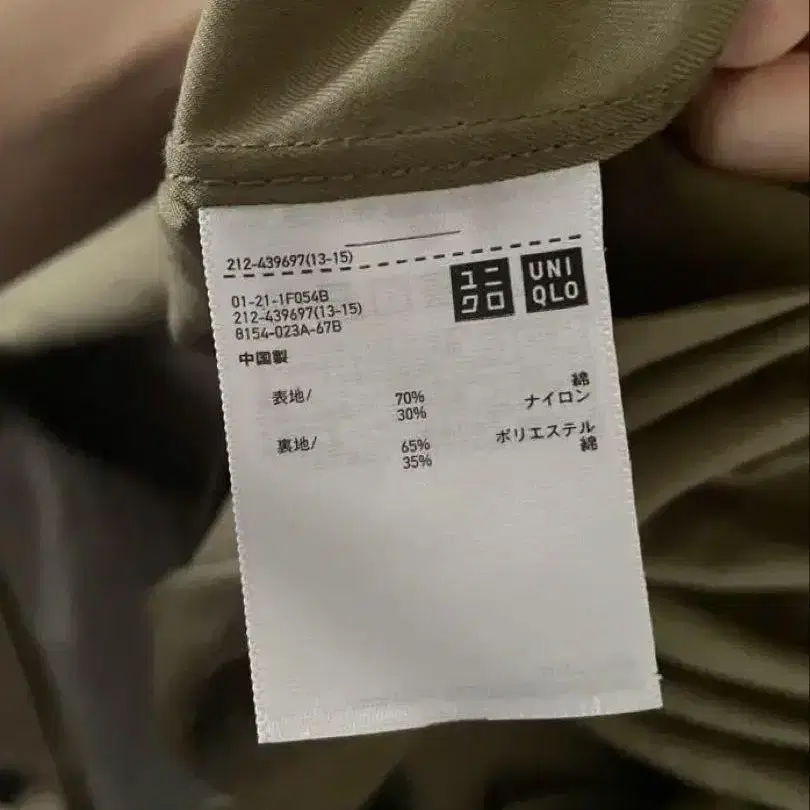 212-439697(13-15)
01-21-1F054B
212-439697(13-15)
8154-023A-67B
ユニ
クロ
UNI
QLO
中国製
表地/ 70% 綿
30% ナイロン
裏地/ 65% ポリエステル
35% 綿